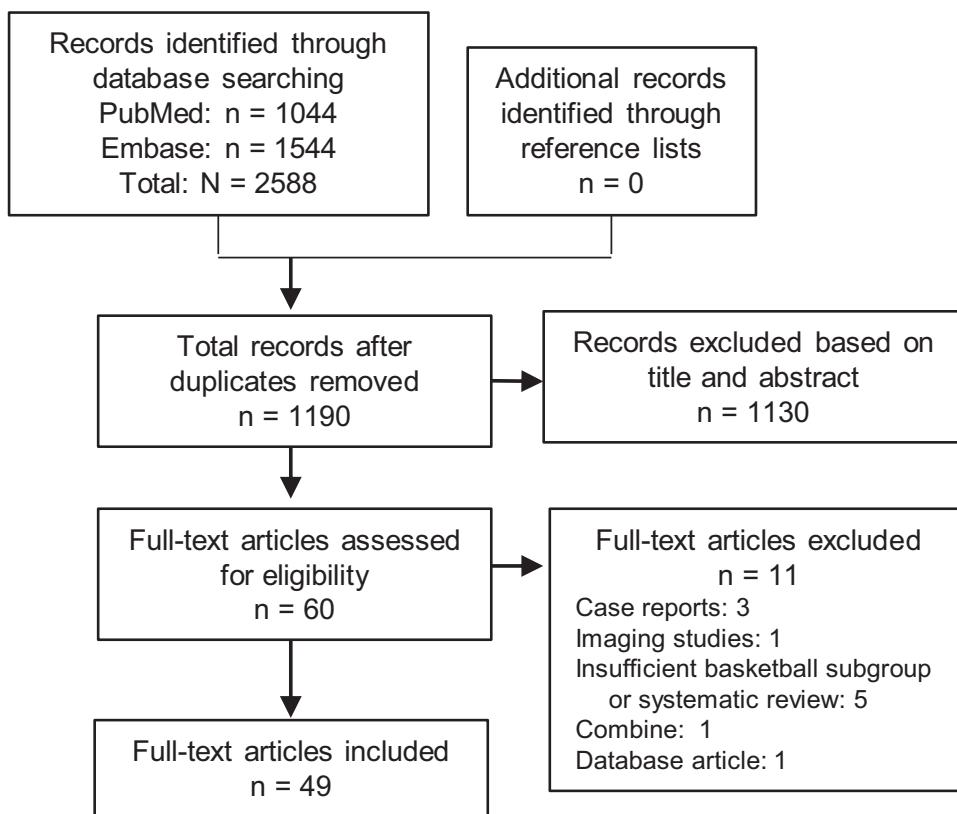 Records identified through
database searching
PubMed: n = 1044
Embase: n = 1544
Total: N = 2588
Additional records
identified through
reference lists
n = 0
Total records after
duplicates removed
n = 1190
Records excluded based on
title and abstract
n = 1130
Full-text articles assessed
for eligibility
n = 60
Full-text articles excluded
n = 11
Case reports: 3
Imaging studies: 1
Insufficient basketball subgroup
or systematic review: 5
Combine: 1
Database article: 1
Full-text articles included
n = 49